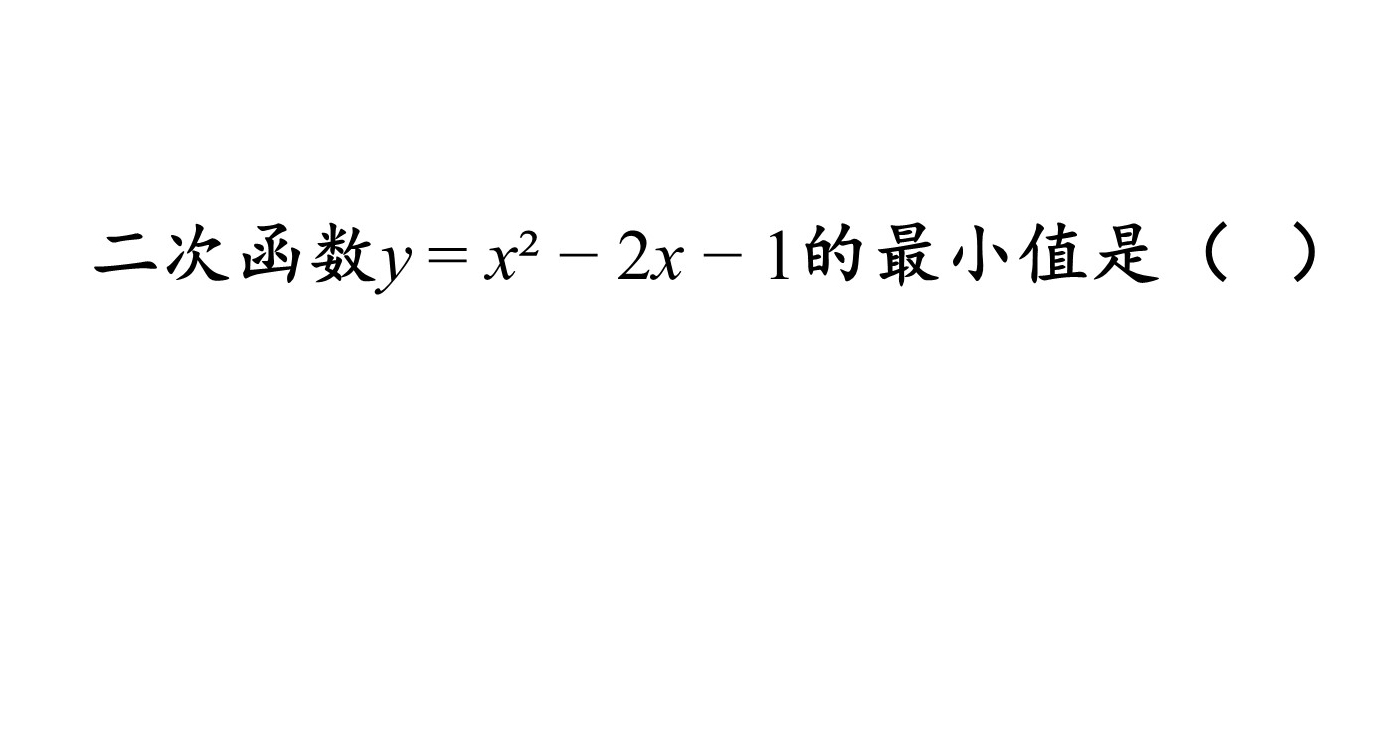 二次函数y = x² − 2x − 1的最小值是（　）